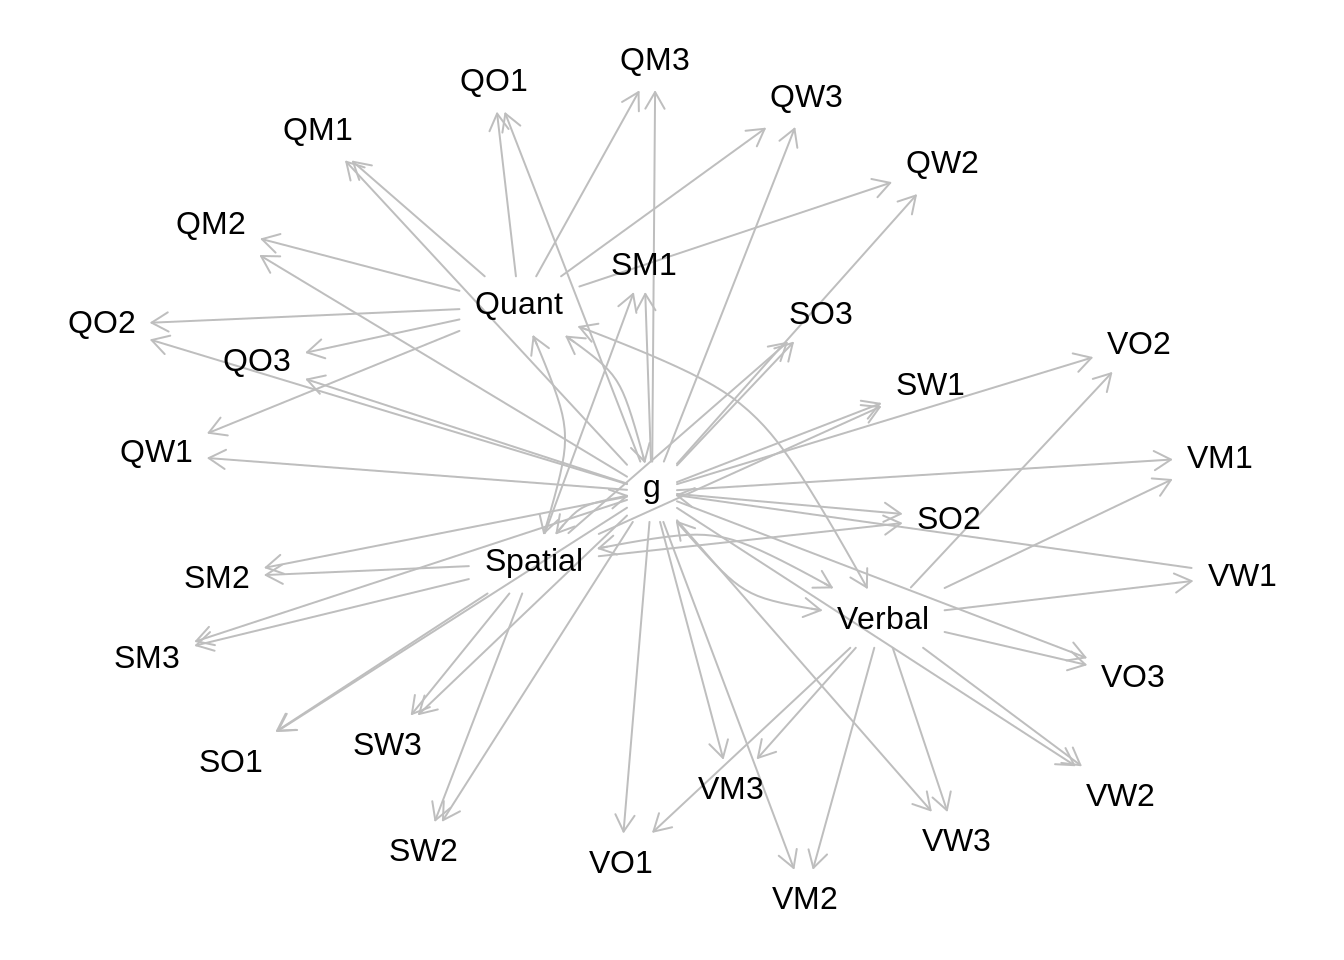 QM3
QO1
QW3
QM1
QW2
QM2
SM1
Quant
SO3
QO2
VO2
QO3
SW1
QW1
VM1
g
SO2
Spatial
SM2
VW1
Verbal
SM3
VO3
SW3
SO1
VM3
VW2
VW3
SW2
VO1
VM2